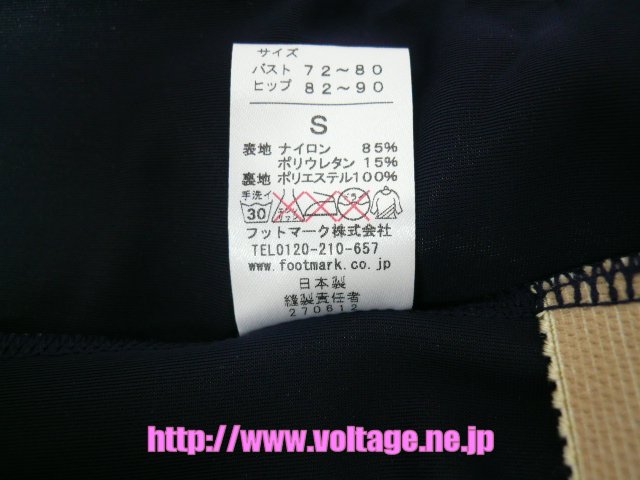 サイズ
バスト 72～80
ヒップ 82～90
S
表地 ナイロン 85%
ポリウレタン 15%
裏地 ポリエステル100%
手洗イ
30
フットマーク株式会社
TEL0120-210-657
www.footmark.co.jp
日本製
縫製責任者
270612
http://www.voltage.ne.jp